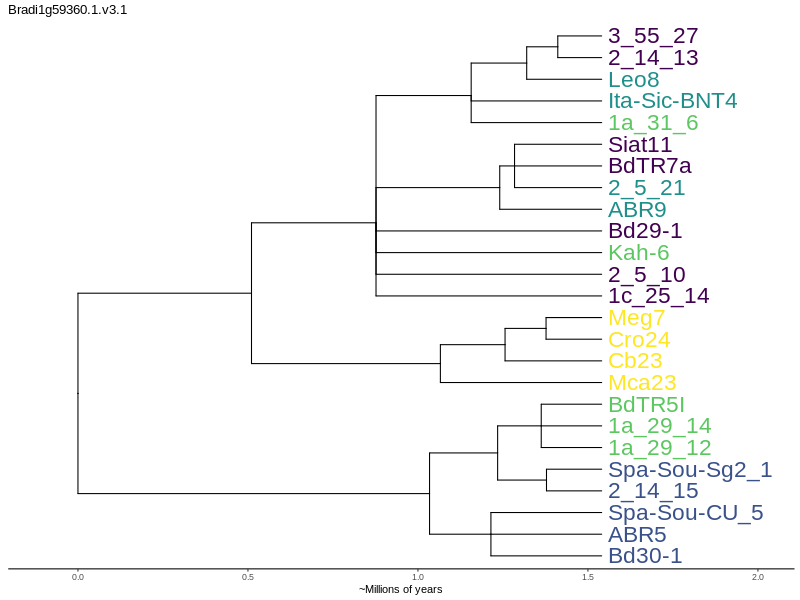 Bradi1g59360.1.v3.1
3_55_27
2_14_13
Leo8
Ita-Sic-BNT4
1a_31_6
Siat11
BdTR7a
2_5_21
ABR9
Bd29-1
Kah-6
2_5_10
1c_25_14
Meg7
Cro24
Cb23
Mca23
BdTR5I
1a_29_14
1a_29_12
Spa-Sou-Sg2_1
2_14_15
Spa-Sou-CU_5
ABR5
Bd30-1
0.0 0.5 1.0 1.5 2.0
~Millions of years